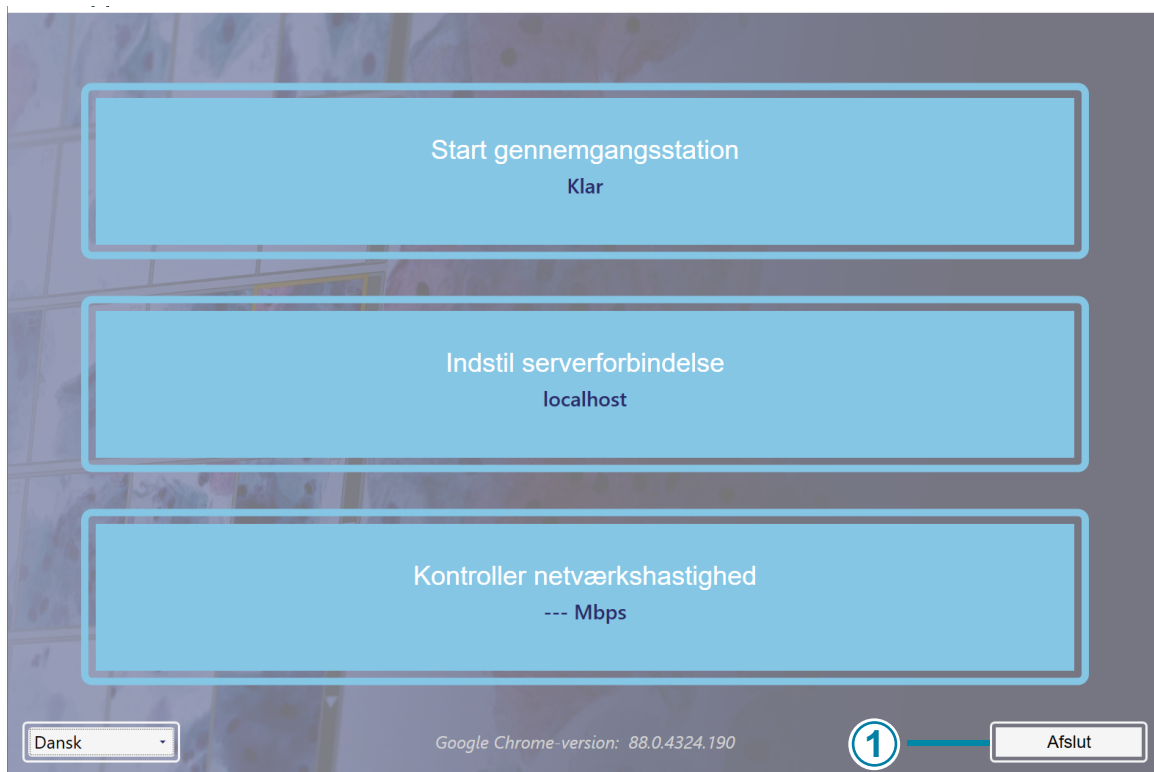 Start gennemgangsstation
Klar
Indstil serverforbindelse
localhost
Kontroller netværkshastighed
--- Mbps
Dansk
Google Chrome-version: 88.0.4324.190
1
Afslut